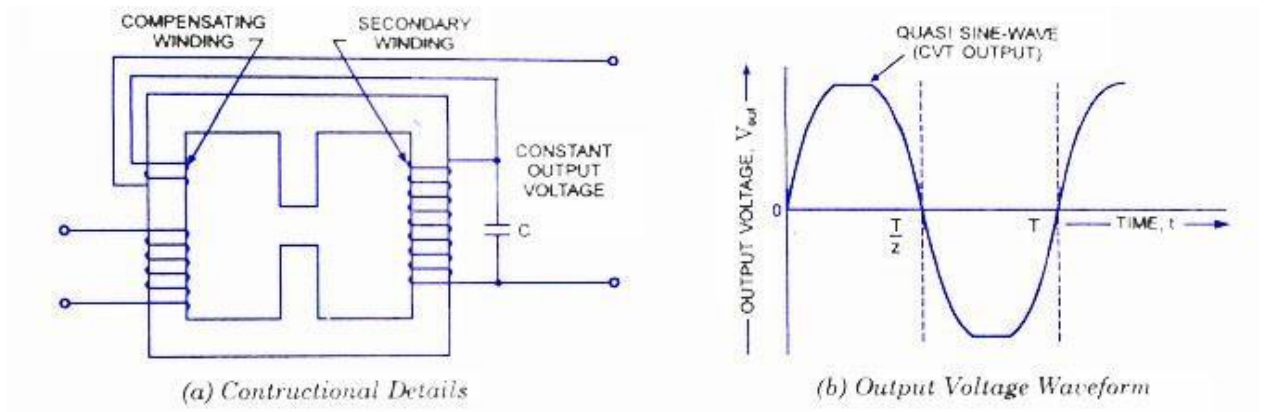 COMPENSATING
WINDING
SECONDARY
WINDING
CONSTANT
OUTPUT
VOLTAGE
C
(a) Contructional Details
QUASI SINE-WAVE
(CVT OUTPUT)
OUTPUT VOLTAGE, Vout
0
T/2
T
TIME, t
(b) Output Voltage Waveform